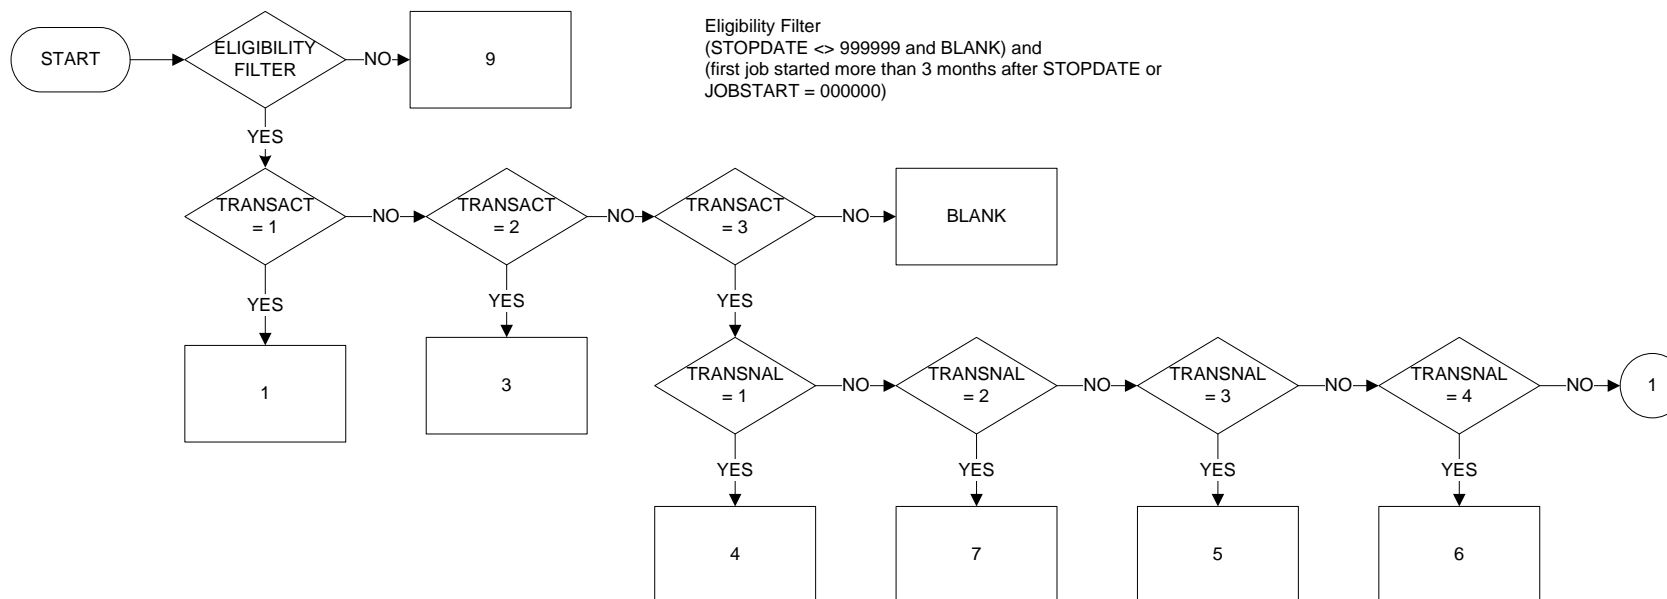 Eligibility Filter
(STOPDATE <> 999999 and BLANK) and
(first job started more than 3 months after STOPDATE or
JOBSTART = 000000)
START
ELIGIBILITY
FILTER
NO
9
YES
TRANSACT
= 1
NO
TRANSACT
= 2
NO
TRANSACT
= 3
NO
BLANK
YES
YES
YES
1
3
TRANSNAL
= 1
NO
TRANSNAL
= 2
NO
TRANSNAL
= 3
NO
TRANSNAL
= 4
NO
1
YES
YES
YES
YES
4
7
5
6